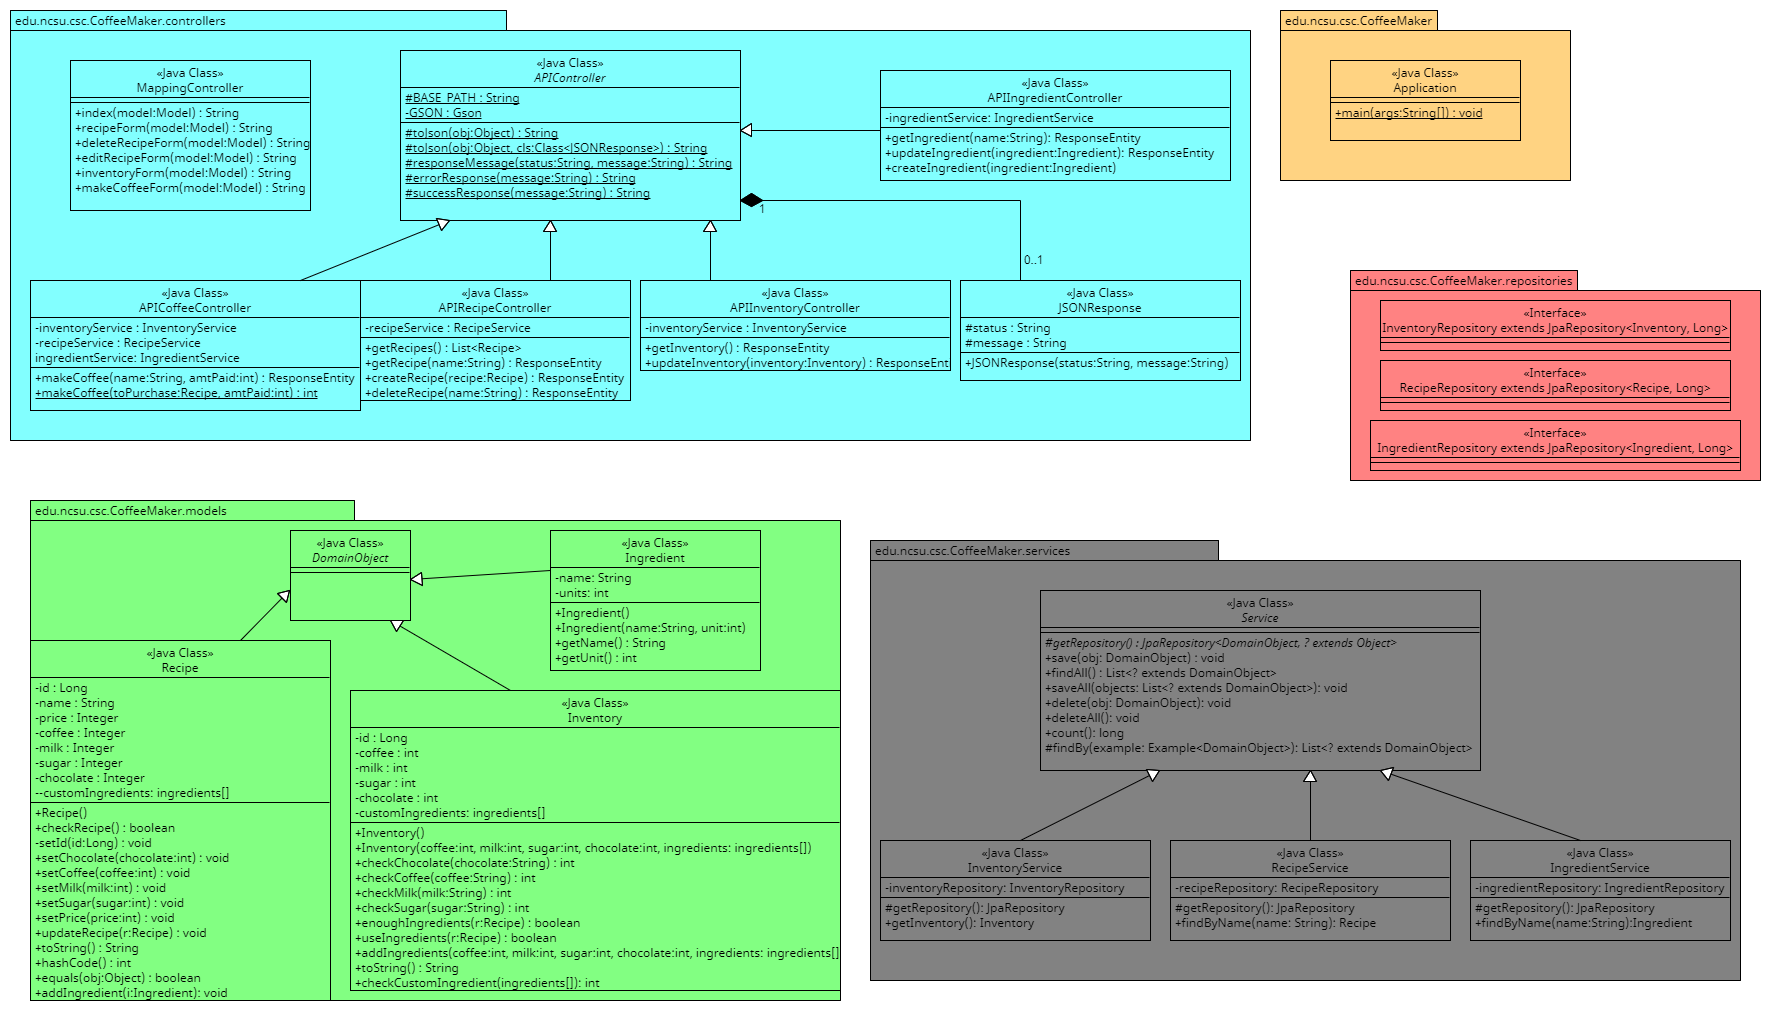 edu.ncsu.csc.CoffeeMaker.controllers
«Java Class»
MappingController
+index(model:Model) : String
+recipeForm(model:Model) : String
+deleteRecipeForm(model:Model) : String
+editRecipeForm(model:Model) : String
+inventoryForm(model:Model) : String
+makeCoffeeForm(model:Model) : String
«Java Class»
APIController
#BASE_PATH : String
-GSON : Gson
#toJson(obj:Object) : String
#toJson(obj:Object, cls:Class<JSONResponse>) : String
#responseMessage(status:String, message:String) : String
#errorResponse(message:String) : String
#successResponse(message:String) : String
«Java Class»
APIIngredientController
-ingredientService: IngredientService
+getIngredient(name:String): ResponseEntity
+updateIngredient(ingredient:Ingredient): ResponseEntity
+createIngredient(ingredient:Ingredient)
1
0..1
«Java Class»
APICoffeeController
-inventoryService : InventoryService
-recipeService : RecipeService
ingredientService: IngredientService
+makeCoffee(name:String, amtPaid:int) : ResponseEntity
+makeCoffee(toPurchase:Recipe, amtPaid:int) : int
«Java Class»
APIRecipeController
-recipeService : RecipeService
+getRecipes() : List<Recipe>
+getRecipe(name:String) : ResponseEntity
+createRecipe(recipe:Recipe) : ResponseEntity
+deleteRecipe(name:String) : ResponseEntity
«Java Class»
APIInventoryController
-inventoryService : InventoryService
+getInventory() : ResponseEntity
+updateInventory(inventory:Inventory) : ResponseEnti
«Java Class»
JSONResponse
#status : String
#message : String
+JSONResponse(status:String, message:String)
edu.ncsu.csc.CoffeeMaker
«Java Class»
Application
+main(args:String[]) : void
edu.ncsu.csc.CoffeeMaker.repositories
«Interface»
InventoryRepository extends JpaRepository<Inventory, Long>
«Interface»
RecipeRepository extends JpaRepository<Recipe, Long>
«Interface»
IngredientRepository extends JpaRepository<Ingredient, Long>
edu.ncsu.csc.CoffeeMaker.models
«Java Class»
DomainObject
«Java Class»
Ingredient
-name: String
-units: int
+Ingredient()
+Ingredient(name:String, unit:int)
+getName() : String
+getUnit() : int
«Java Class»
Recipe
-id : Long
-name : String
-price : Integer
-coffee : Integer
-milk : Integer
-sugar : Integer
-chocolate : Integer
--customIngredients: ingredients[]
+Recipe()
+checkRecipe() : boolean
-setId(id:Long) : void
+setChocolate(chocolate:int) : void
+setCoffee(coffee:int) : void
+setMilk(milk:int) : void
+setSugar(sugar:int) : void
+setPrice(price:int) : void
+updateRecipe(r:Recipe) : void
+toString() : String
+hashCode() : int
+equals(obj:Object) : boolean
+addIngredient(i:Ingredient): void
«Java Class»
Inventory
-id : Long
-coffee : int
-milk : int
-sugar : int
-chocolate : int
-customIngredients: ingredients[]
+Inventory()
+Inventory(coffee:int, milk:int, sugar:int, chocolate:int, ingredients: ingredients[])
+checkChocolate(chocolate:String) : int
+checkCoffee(coffee:String) : int
+checkMilk(milk:String) : int
+checkSugar(sugar:String) : int
+enoughIngredients(r:Recipe) : boolean
+useIngredients(r:Recipe) : boolean
+addIngredients(coffee:int, milk:int, sugar:int, chocolate:int, ingredients: ingredients[]
+toString() : String
+checkCustomIngredient(ingredients[]): int
edu.ncsu.csc.CoffeeMaker.services
«Java Class»
Service
#getRepository() : JpaRepository<DomainObject, ? extends Object>
+save(obj: DomainObject) : void
+findAll() : List<? extends DomainObject>
+saveAll(objects: List<? extends DomainObject>): void
+delete(obj: DomainObject): void
+deleteAll(): void
+count(): long
#findBy(example: Example<DomainObject>): List<? extends DomainObject>
«Java Class»
InventoryService
-inventoryRepository: InventoryRepository
#getRepository(): JpaRepository
+getInventory(): Inventory
«Java Class»
RecipeService
-recipeRepository: RecipeRepository
#getRepository(): JpaRepository
+findByName(name: String): Recipe
«Java Class»
IngredientService
-ingredientRepository: IngredientRepository
#getRepository(): JpaRepository
+findByName(name:String):Ingredient